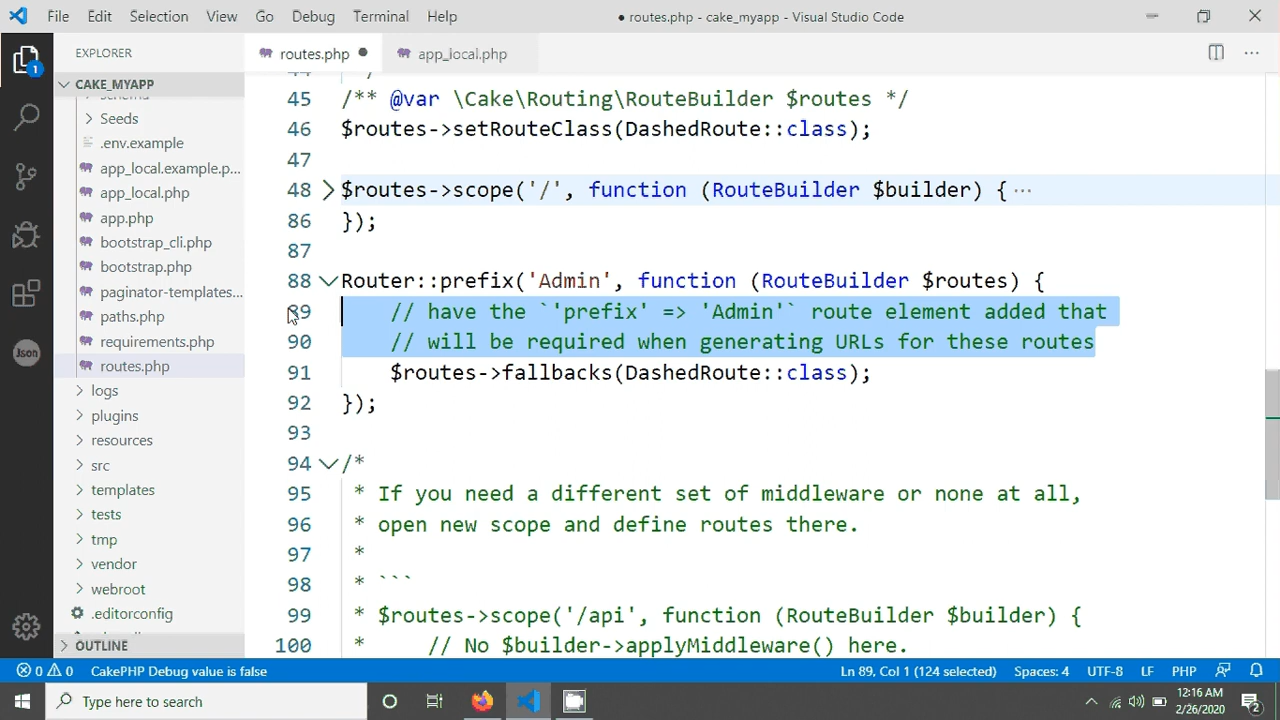 File Edit Selection View Go Debug Terminal Help ● routes.php - cake_myapp - Visual Studio Code
EXPLORER
routes.php ● app_local.php ···
1
CAKE_MYAPP
Seeds
.env.example
app_local.example.p...
app_local.php
app.php
bootstrap_cli.php
bootstrap.php
paginator-templates...
paths.php
requirements.php
routes.php
logs
plugins
resources
src
templates
tests
tmp
vendor
webroot
.editorconfig
OUTLINE
Json
45 /** @var \Cake\Routing\RouteBuilder $routes */
46 $routes->setRouteClass(DashedRoute::class);
47
48 $routes->scope('/', function (RouteBuilder $builder) { ···
86 });
87
88 Router::prefix('Admin', function (RouteBuilder $routes) {
89 // have the `'prefix' => 'Admin'` route element added that
90 // will be required when generating URLs for these routes
91 $routes->fallbacks(DashedRoute::class);
92 });
93
94 /*
95 * If you need a different set of middleware or none at all,
96 * open new scope and define routes there.
97 *
98 * ```
99 * $routes->scope('/api', function (RouteBuilder $builder) {
100 * // No $builder->applyMiddleware() here.
0 0 CakePHP Debug value is false Ln 89, Col 1 (124 selected) Spaces: 4 UTF-8 LF PHP
Type here to search
12:16 AM
2/26/2020
2